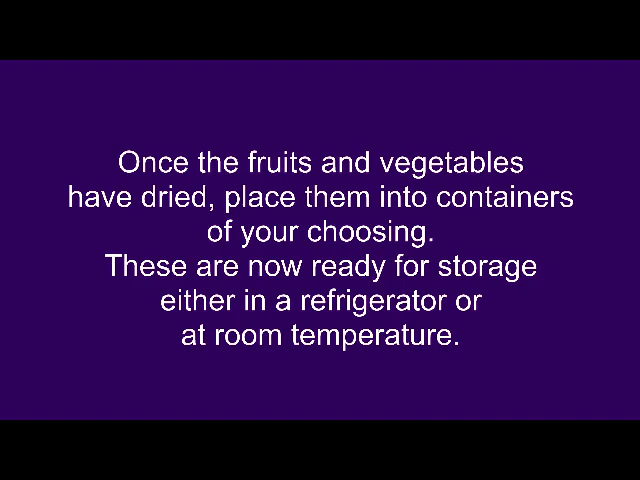 Once the fruits and vegetables
have dried, place them into containers
of your choosing.
These are now ready for storage
either in a refrigerator or
at room temperature.